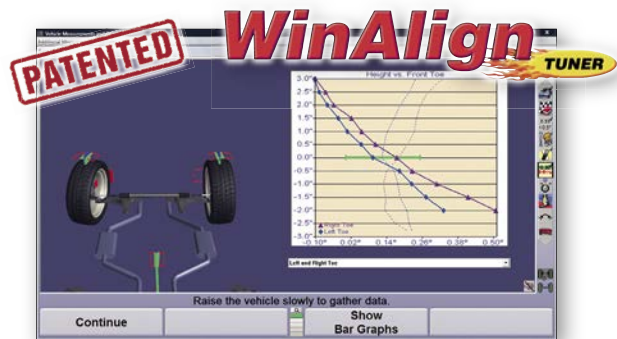 PATENTED
WinAlign
TUNER
Vehicle Measurements
Height vs. Front Toe
3.0"
2.5"
2.0"
1.5"
1.0"
0.5"
0.0"
-0.5"
-1.0"
-1.5"
-2.0"
-2.5"
-3.0"
Right Toe
Left Toe
-0.10° 0.02° 0.14° 0.26° 0.38° 0.50°
Left and Right Toe
Raise the vehicle slowly to gather data.
Continue
Show
Bar Graphs